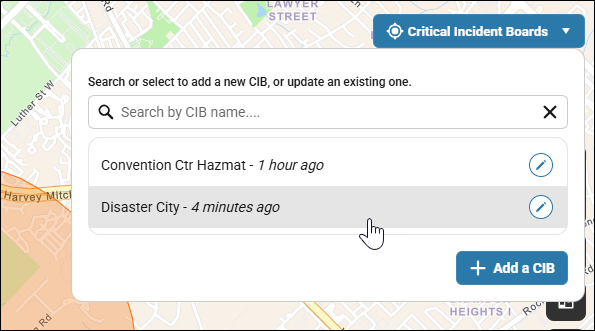 LAWYER
STREET
Critical Incident Boards
Luther St W
Search or select to add a new CIB, or update an existing one.
Search by CIB name....
Convention Ctr Hazmat - 1 hour ago
Harvey Mitch
Disaster City - 4 minutes ago
Add a CIB
Rd
HEIGHTS I